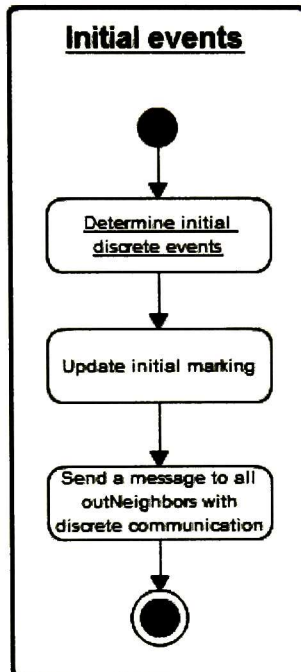 Initial events
Determine initial
discrete events
Update initial marking
Send a message to all
outNeighbors with
discrete communication